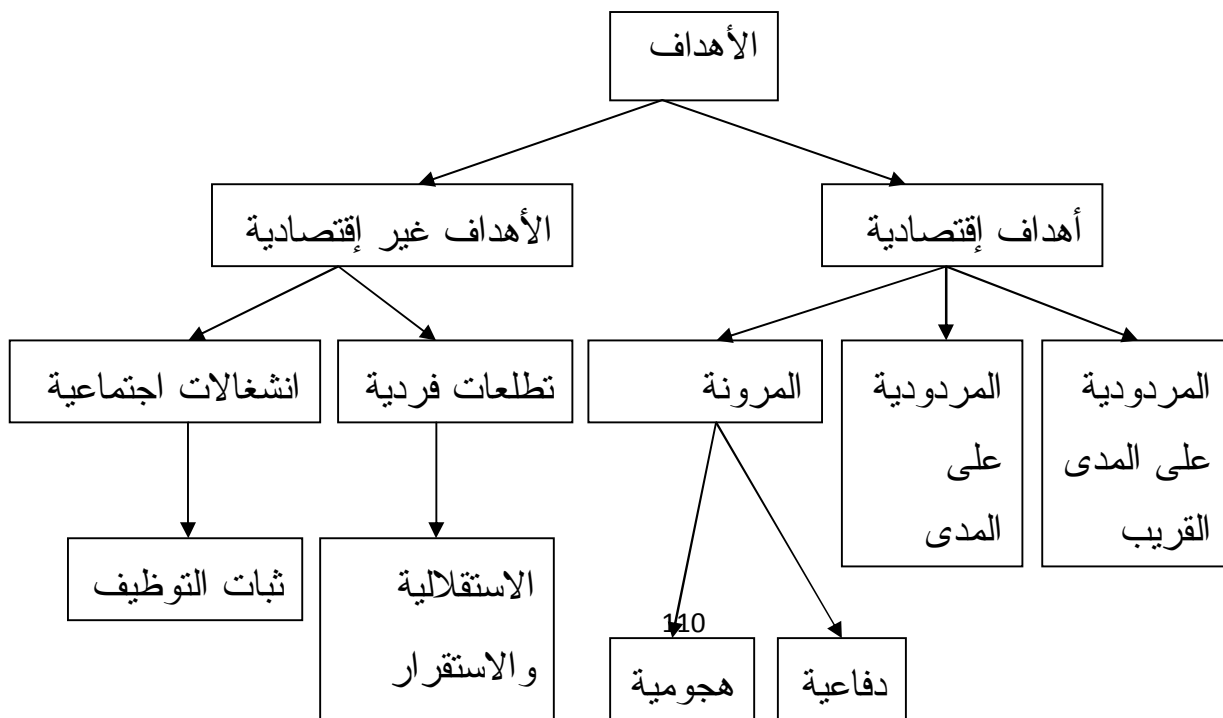 الأهداف
أهداف إقتصادية
الأهداف غير إقتصادية
المردودية
على المدى
القريب
المردودية
على
المدى
المرونة
تطلعات فردية
انشغالات اجتماعية
دفاعية
هجومية
الاستقلالية
والاستقرار
ثبات التوظيف
110